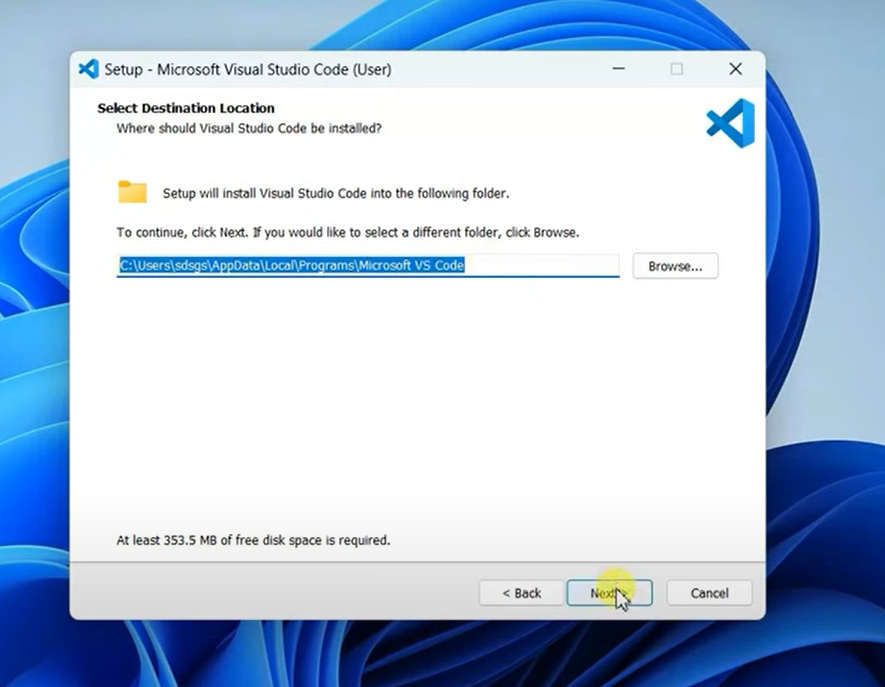 Setup - Microsoft Visual Studio Code (User)
Select Destination Location
Where should Visual Studio Code be installed?
Setup will install Visual Studio Code into the following folder.
To continue, click Next. If you would like to select a different folder, click Browse.
C:\Users\sdsgs\AppData\Local\Programs\Microsoft VS Code
Browse...
At least 353.5 MB of free disk space is required.
< Back
Next >
Cancel